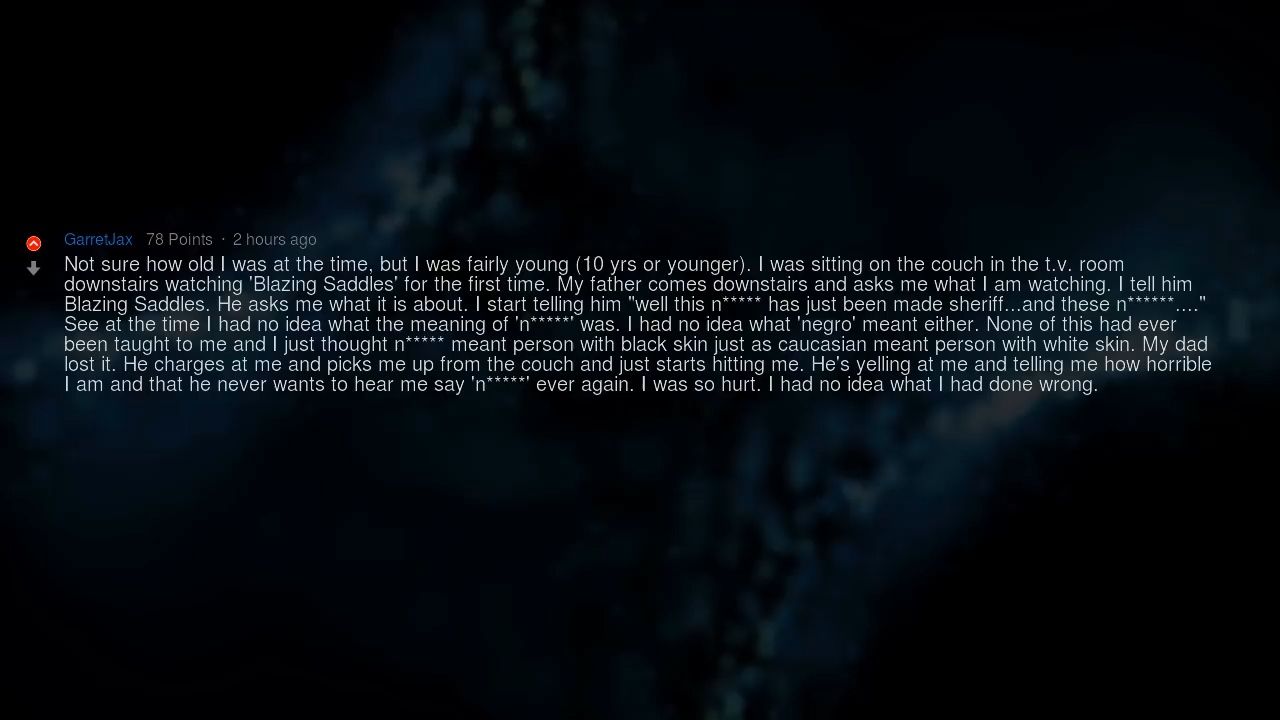 GarretJax 78 Points · 2 hours ago
Not sure how old I was at the time, but I was fairly young (10 yrs or younger). I was sitting on the couch in the t.v. room
downstairs watching 'Blazing Saddles' for the first time. My father comes downstairs and asks me what I am watching. I tell him
Blazing Saddles. He asks me what it is about. I start telling him "well this n***** has just been made sheriff...and these n******...."
See at the time I had no idea what the meaning of 'n*****' was. I had no idea what 'negro' meant either. None of this had ever
been taught to me and I just thought n***** meant person with black skin just as caucasian meant person with white skin. My dad
lost it. He charges at me and picks me up from the couch and just starts hitting me. He's yelling at me and telling me how horrible
I am and that he never wants to hear me say 'n*****' ever again. I was so hurt. I had no idea what I had done wrong.